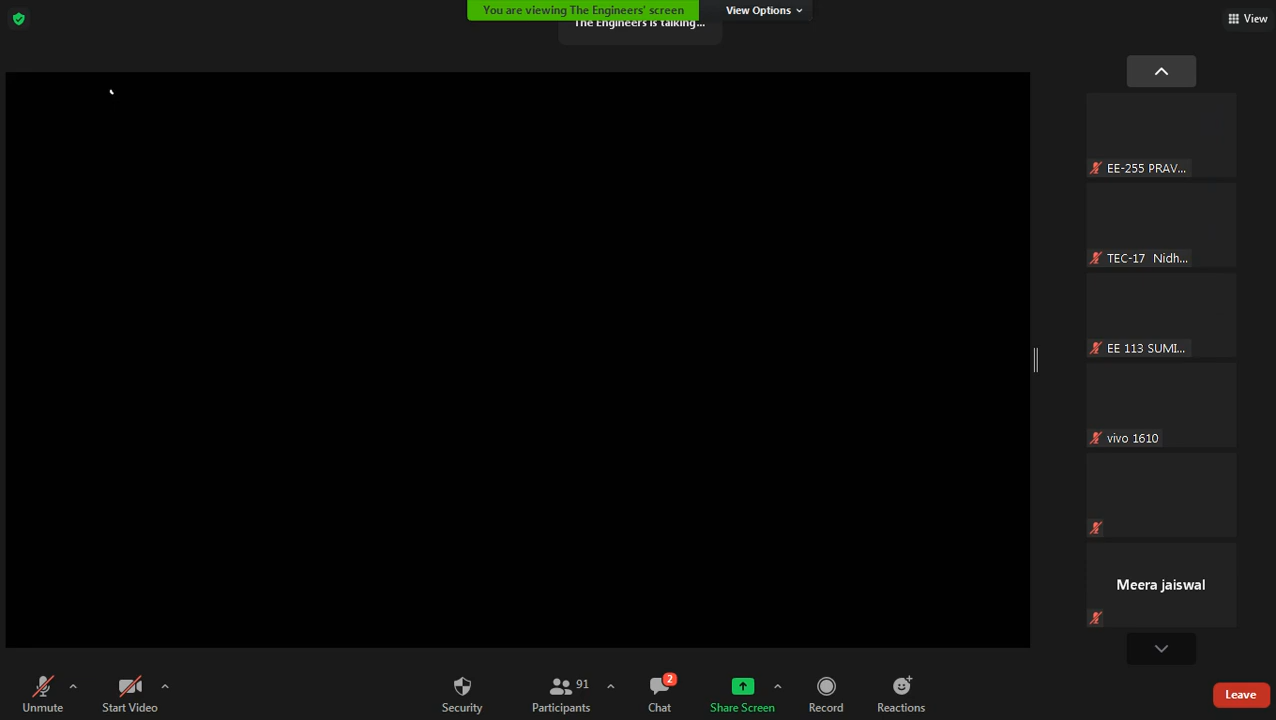 You are viewing The Engineers' screen
View Options
The Engineers is talking...
View
EE-255 PRAV...
TEC-17 Nidh...
EE 113 SUMI...
vivo 1610
Meera jaiswal
Unmute
Start Video
Security
91
Participants
2
Chat
Share Screen
Record
Reactions
Leave